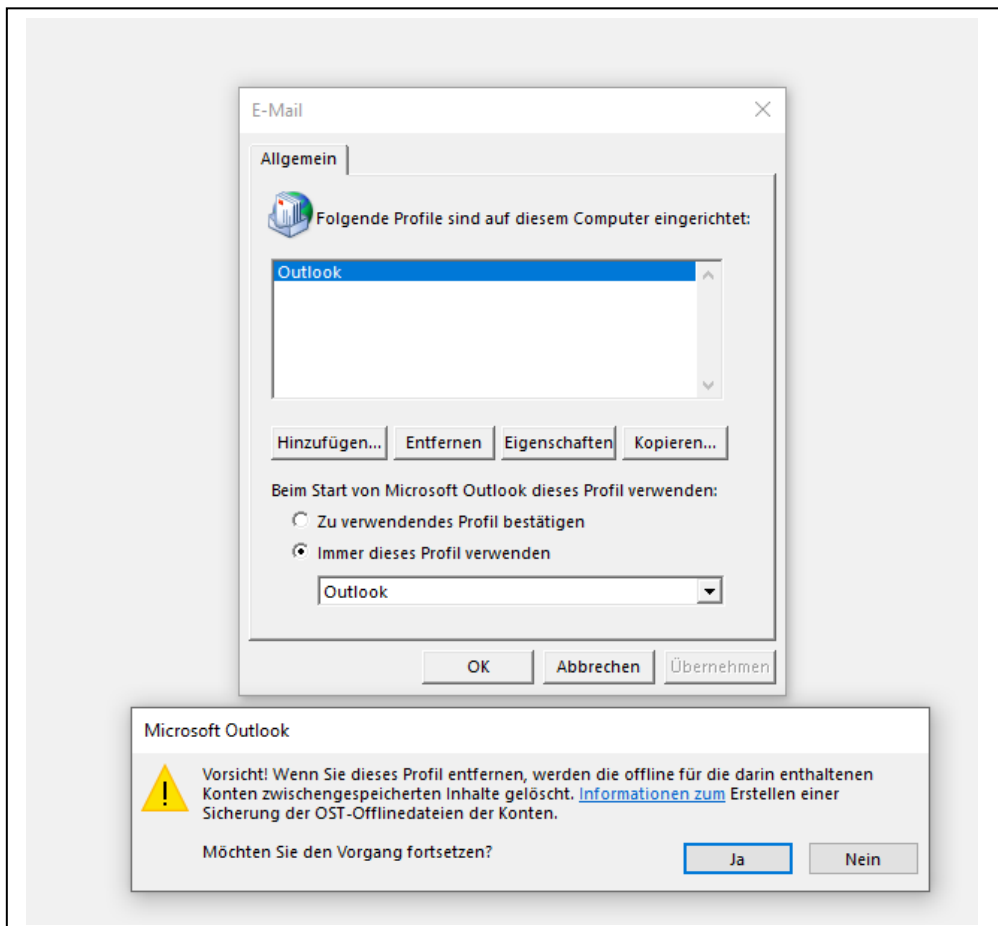 E-Mail
Allgemein
Folgende Profile sind auf diesem Computer eingerichtet:
Outlook
Hinzufügen...
Entfernen
Eigenschaften
Kopieren...
Beim Start von Microsoft Outlook dieses Profil verwenden:
Zu verwendendes Profil bestätigen
Immer dieses Profil verwenden
Outlook
OK
Abbrechen
Übernehmen
Microsoft Outlook
Vorsicht! Wenn Sie dieses Profil entfernen, werden die offline für die darin enthaltenen
Konten zwischengespeicherten Inhalte gelöscht. Informationen zum Erstellen einer
Sicherung der OST-Offlinedateien der Konten.
Möchten Sie den Vorgang fortsetzen?
Ja
Nein